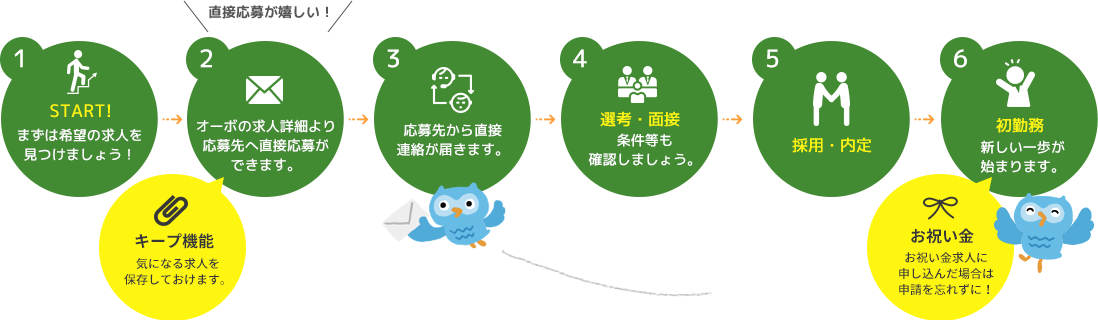 直接応募が嬉しい！
1
START!
まずは希望の求人を
見つけましょう！
キープ機能
気になる求人を
保存しておけます。
2
オーボの求人詳細より
応募先へ直接応募が
できます。
3
応募先から直接
連絡が届きます。
4
選考・面接
条件等も
確認しましょう。
5
採用・内定
6
初勤務
新しい一歩が
始まります。
お祝い金
お祝い金求人に
申し込んだ場合は
申請を忘れずに！